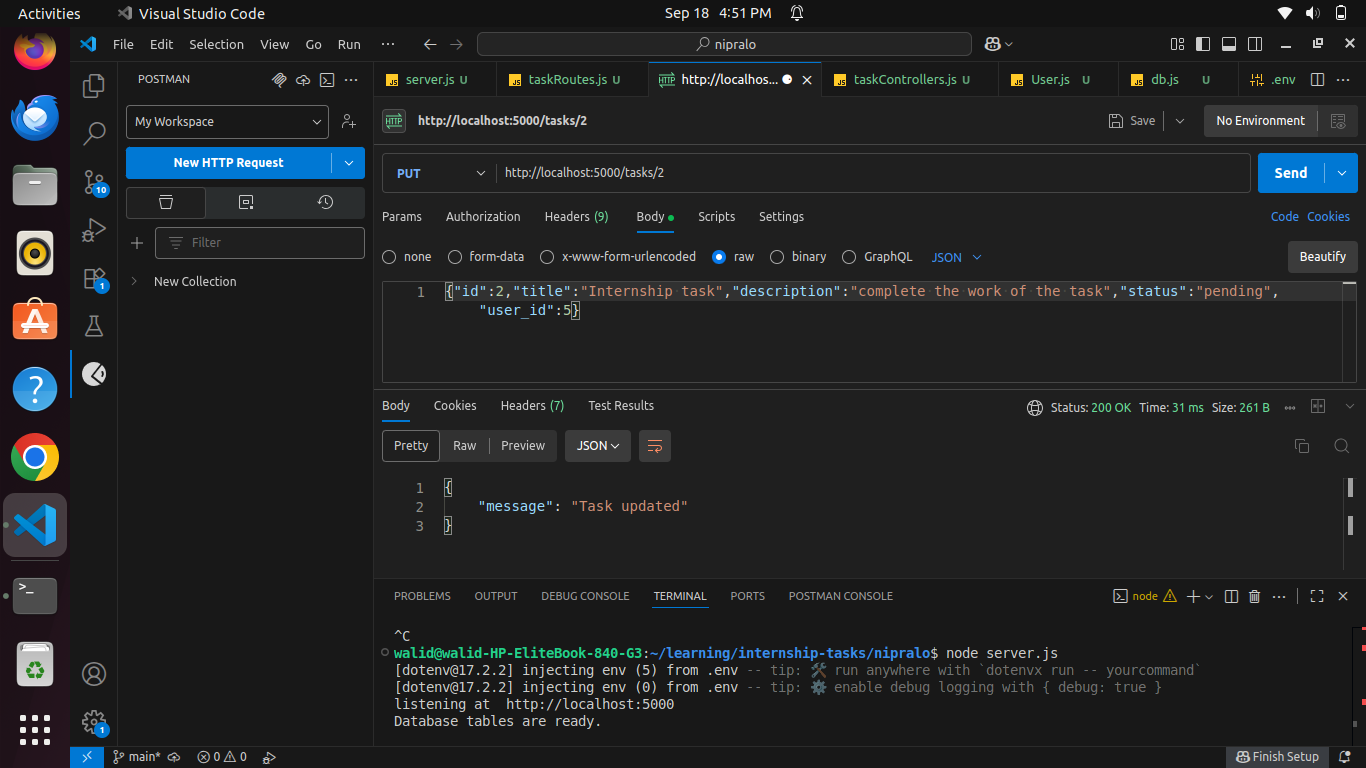 Activities Visual Studio Code Sep 18 4:51 PM
File Edit Selection View Go Run ··· nipralo
POSTMAN
server.js U taskRoutes.js U http://localhos... taskControllers.js U User.js U db.js U .env
My Workspace
http://localhost:5000/tasks/2 Save No Environment
New HTTP Request
PUT http://localhost:5000/tasks/2 Send
Params Authorization Headers (9) Body Scripts Settings Code Cookies
Filter
none form-data x-www-form-urlencoded raw binary GraphQL JSON Beautify
New Collection
1 {"id":2,"title":"Internship task","description":"complete the work of the task","status":"pending",
"user_id":5}
10
1
Body Cookies Headers (7) Test Results Status: 200 OK Time: 31 ms Size: 261 B
Pretty Raw Preview JSON
1 {
2 "message": "Task updated"
3 }
PROBLEMS OUTPUT DEBUG CONSOLE TERMINAL PORTS POSTMAN CONSOLE node
^C
walid@walid-HP-EliteBook-840-G3:~/learning/internship-tasks/nipralo$ node server.js
[dotenv@17.2.2] injecting env (5) from .env -- tip: 🛠️ run anywhere with `dotenvx run -- yourcommand`
[dotenv@17.2.2] injecting env (0) from .env -- tip: ⚙️ enable debug logging with { debug: true }
listening at  http://localhost:5000
Database tables are ready.
1
main* 0 0 Finish Setup